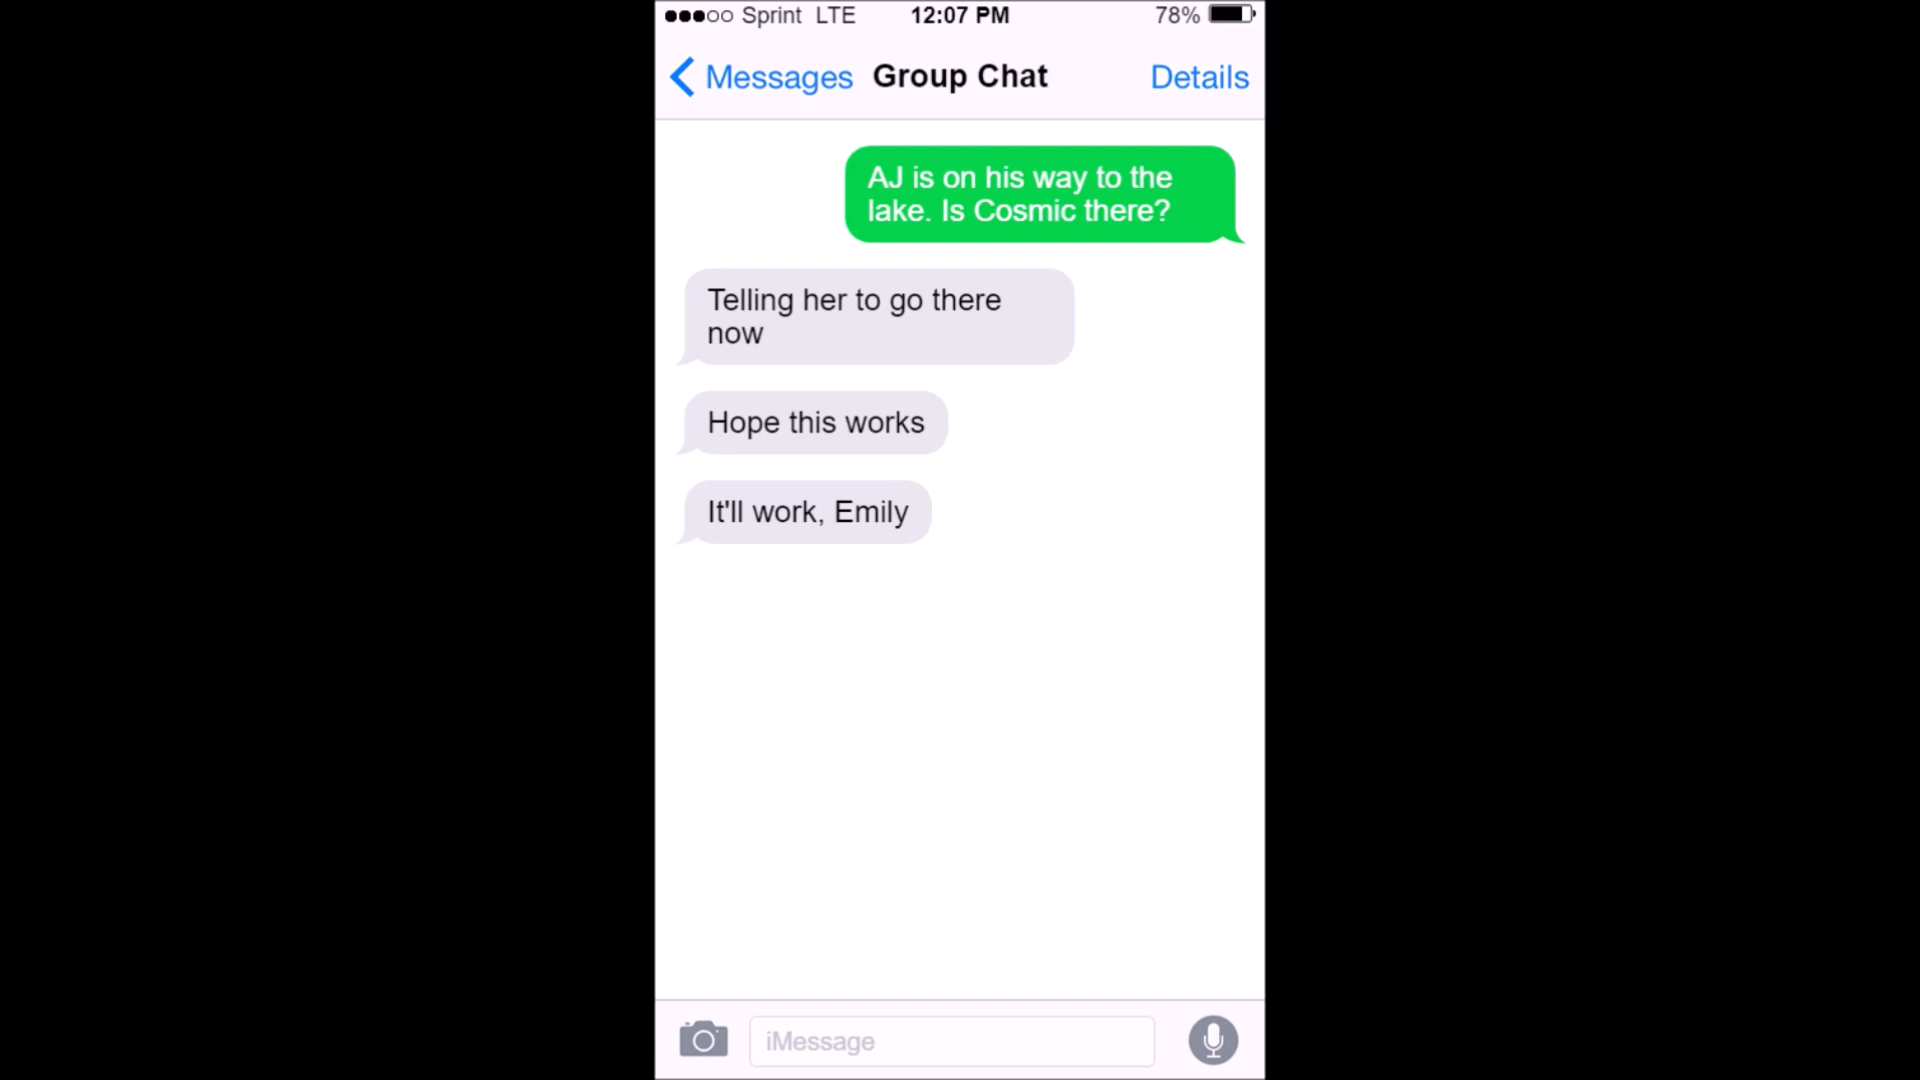 Sprint LTE 12:07 PM 78%
Messages Group Chat Details
AJ is on his way to the
lake. Is Cosmic there?
Telling her to go there
now
Hope this works
It'll work, Emily
iMessage